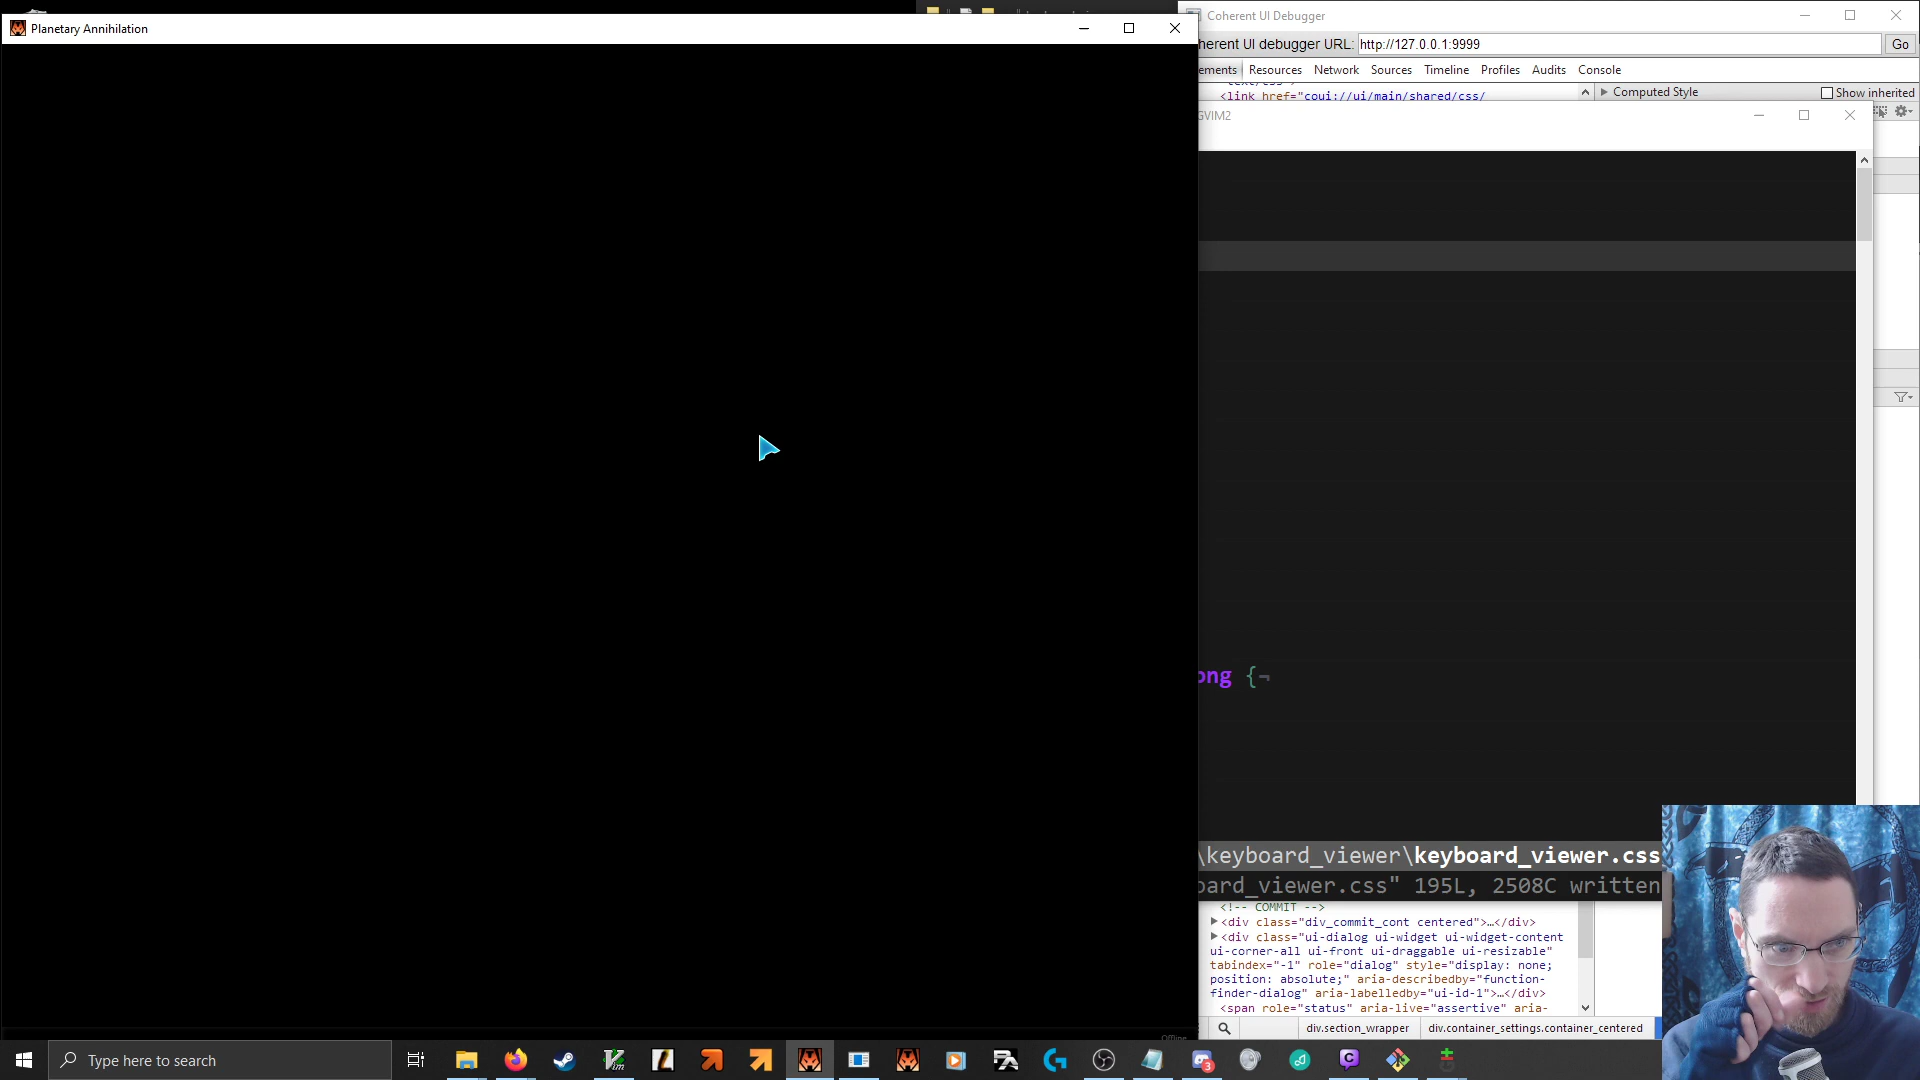 Planetary Annihilation
Coherent UI Debugger
herent UI debugger URL: http://127.0.0.1:9999 Go
ements Resources Network Sources Timeline Profiles Audits Console
<link href="coui://ui/main/shared/css/
Computed Style Show inherited
GVIM2
ong {¬
\keyboard_viewer\keyboard_viewer.css
oard_viewer.css" 195L, 2508C written
<!-- COMMIT -->
<div class="div_commit_cont centered">…</div>
<div class="ui-dialog ui-widget ui-widget-content
ui-corner-all ui-front ui-draggable ui-resizable"
tabindex="-1" role="dialog" style="display: none;
position: absolute;" aria-describedby="function-
finder-dialog" aria-labelledby="ui-id-1">…</div>
<span role="status" aria-live="assertive" aria-
div.section_wrapper div.container_settings.container_centered
Offline
Type here to search
3